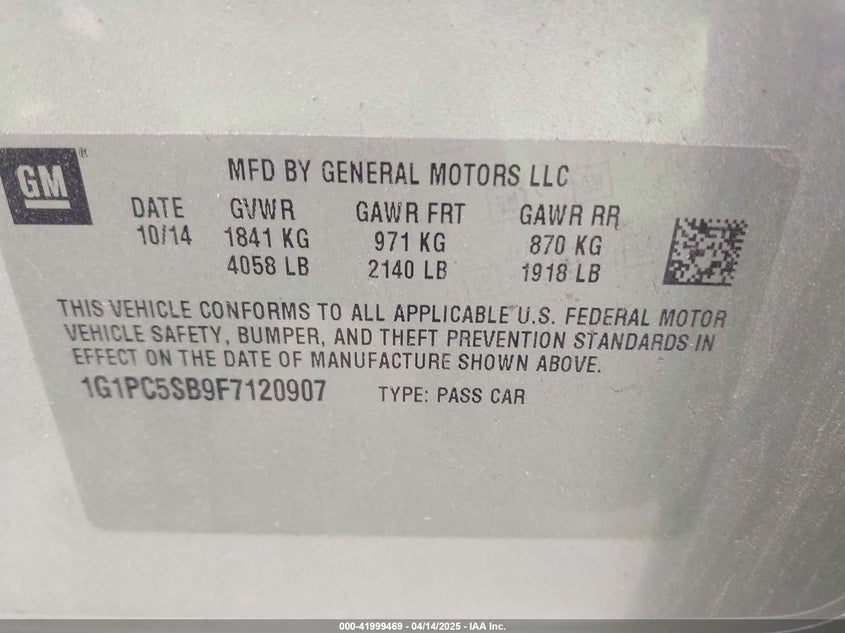 GM®
MFD BY GENERAL MOTORS LLC
DATE GVWR GAWR FRT GAWR RR
10/14 1841 KG 971 KG 870 KG
4058 LB 2140 LB 1918 LB
THIS VEHICLE CONFORMS TO ALL APPLICABLE U.S. FEDERAL MOTOR
VEHICLE SAFETY, BUMPER, AND THEFT PREVENTION STANDARDS IN
EFFECT ON THE DATE OF MANUFACTURE SHOWN ABOVE.
1G1PC5SB9F7120907 TYPE: PASS CAR
000-41999469 - 04/14/2025 - IAA Inc.